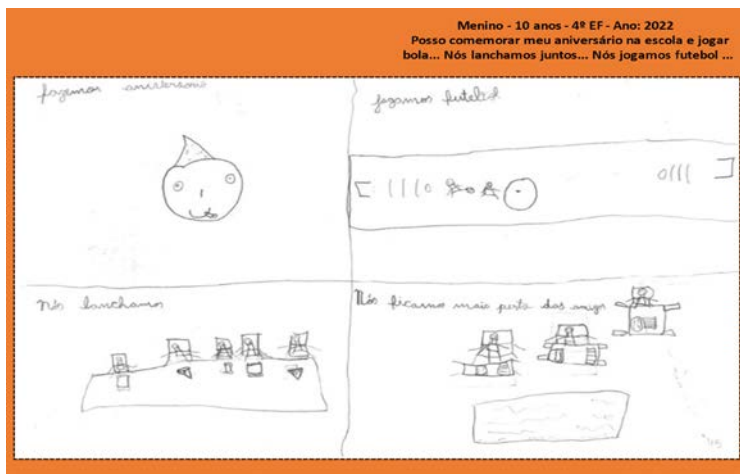 Menino - 10 anos - 4º EF - Ano: 2022
Posso comemorar meu aniversário na escola e jogar
bola... Nós lanchamos juntos... Nós jogamos futebol ...
fazemos aniversario
jogamos futebol
Nós lanchamos
Nós ficamos mais perto dos amigos